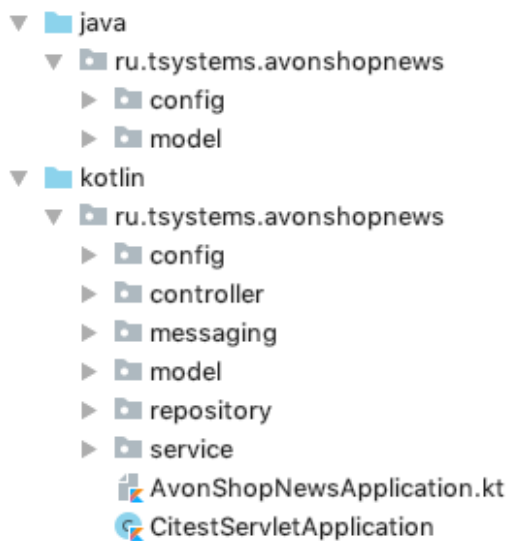 java
ru.tsystems.avonshopnews
config
model
kotlin
ru.tsystems.avonshopnews
config
controller
messaging
model
repository
service
AvonShopNewsApplication.kt
CitestServletApplication